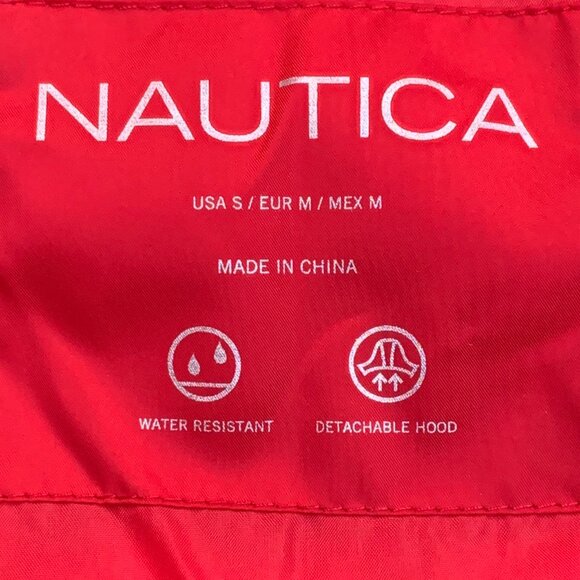 NAUTICA
USA S / EUR M / MEX M
MADE IN CHINA
WATER RESISTANT
DETACHABLE HOOD